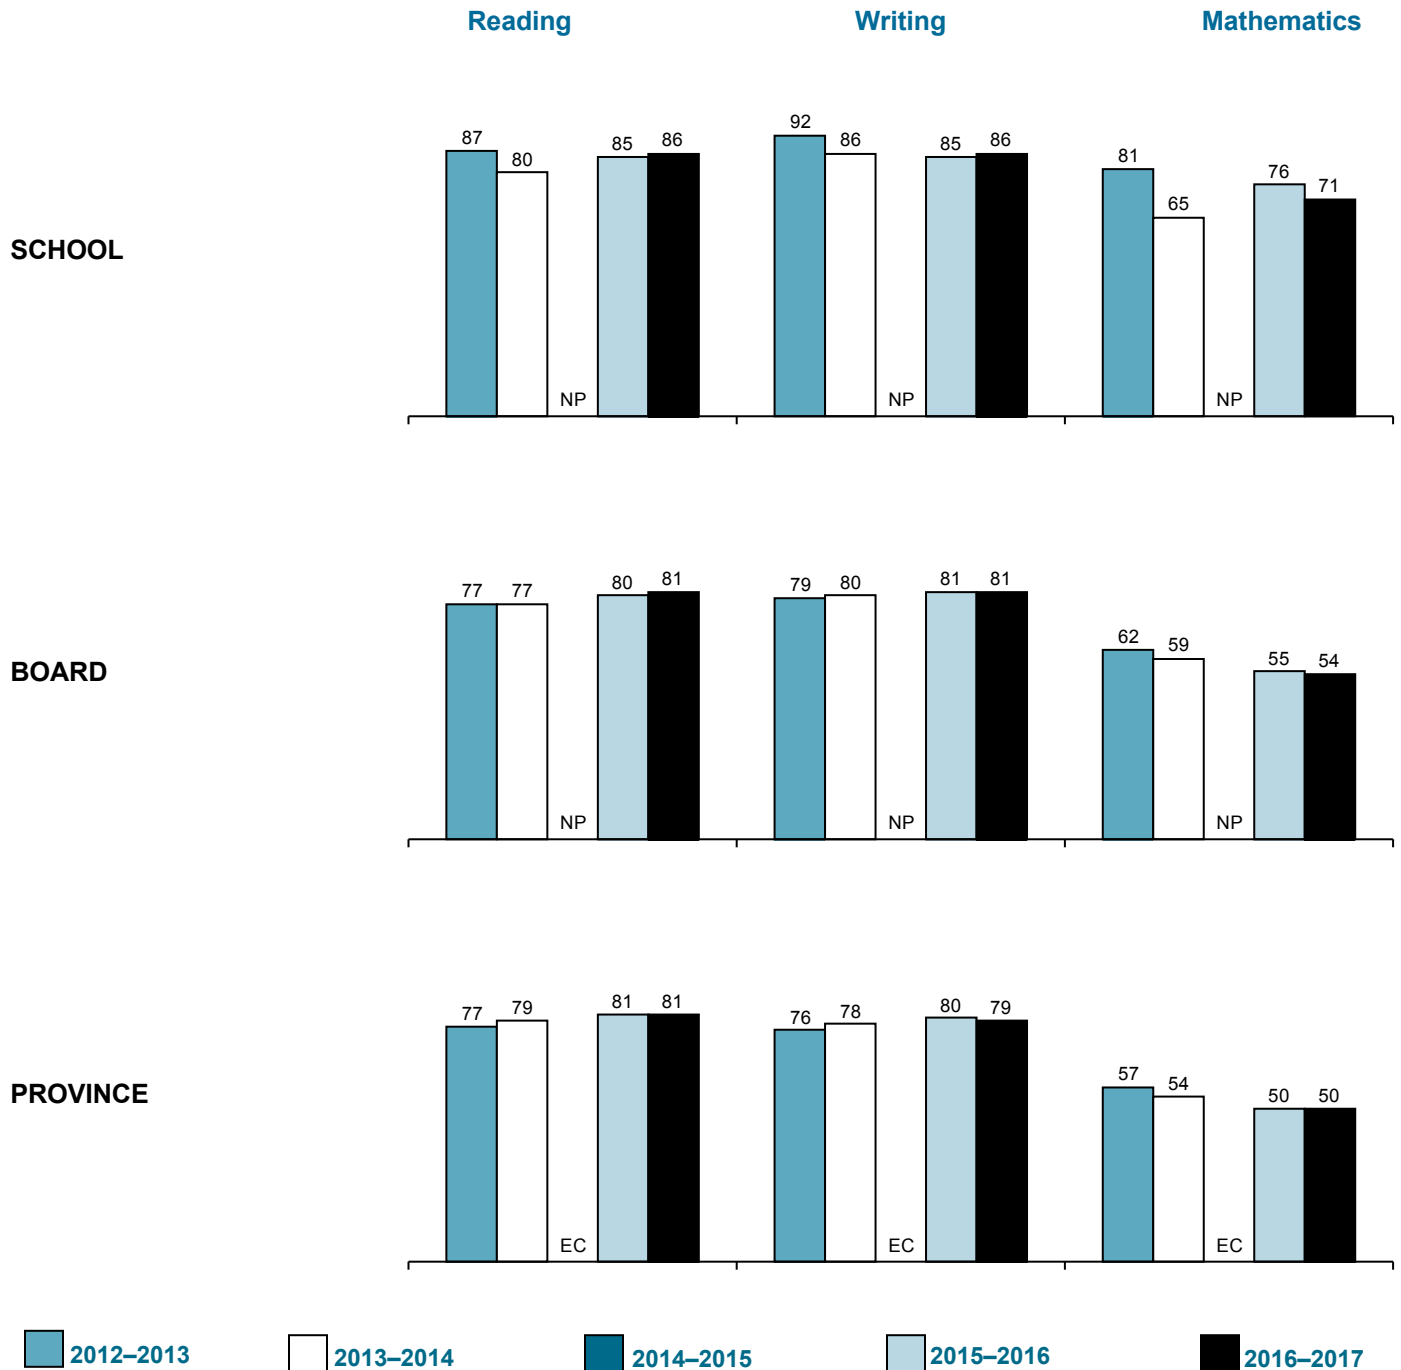 Reading Writing Mathematics
SCHOOL
87 80 NP 85 86 92 86 NP 85 86 81 65 NP 76 71
BOARD
77 77 NP 80 81 79 80 NP 81 81 62 59 NP 55 54
PROVINCE
77 79 EC 81 81 76 78 EC 80 79 57 54 EC 50 50
2012–2013 2013–2014 2014–2015 2015–2016 2016–2017